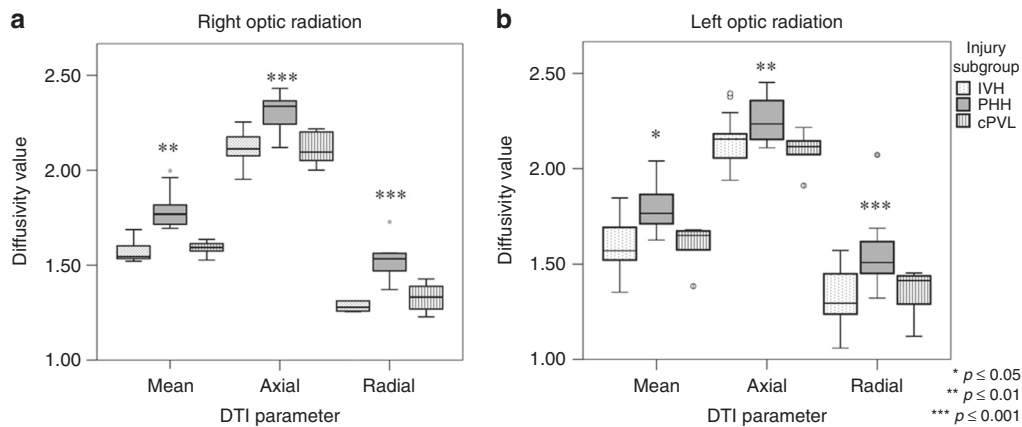 a
Right optic radiation
2.50
2.00
1.50
1.00
Diffusivity value
**
***
***
Mean
Axial
Radial
DTI parameter
b
Left optic radiation
2.50
2.00
1.50
1.00
Diffusivity value
*
**
***
Mean
Axial
Radial
DTI parameter
Injury
subgroup
IVH
PHH
cPVL
* p ≤ 0.05
** p ≤ 0.01
*** p ≤ 0.001